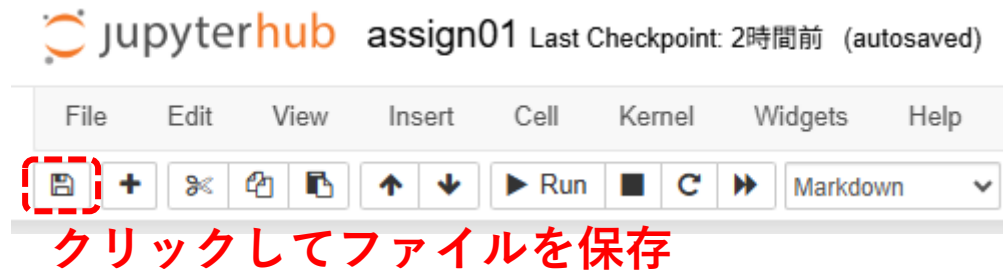 jupyterhub assign01 Last Checkpoint: 2時間前 (autosaved)
File Edit View Insert Cell Kernel Widgets Help
Run Markdown
クリックしてファイルを保存